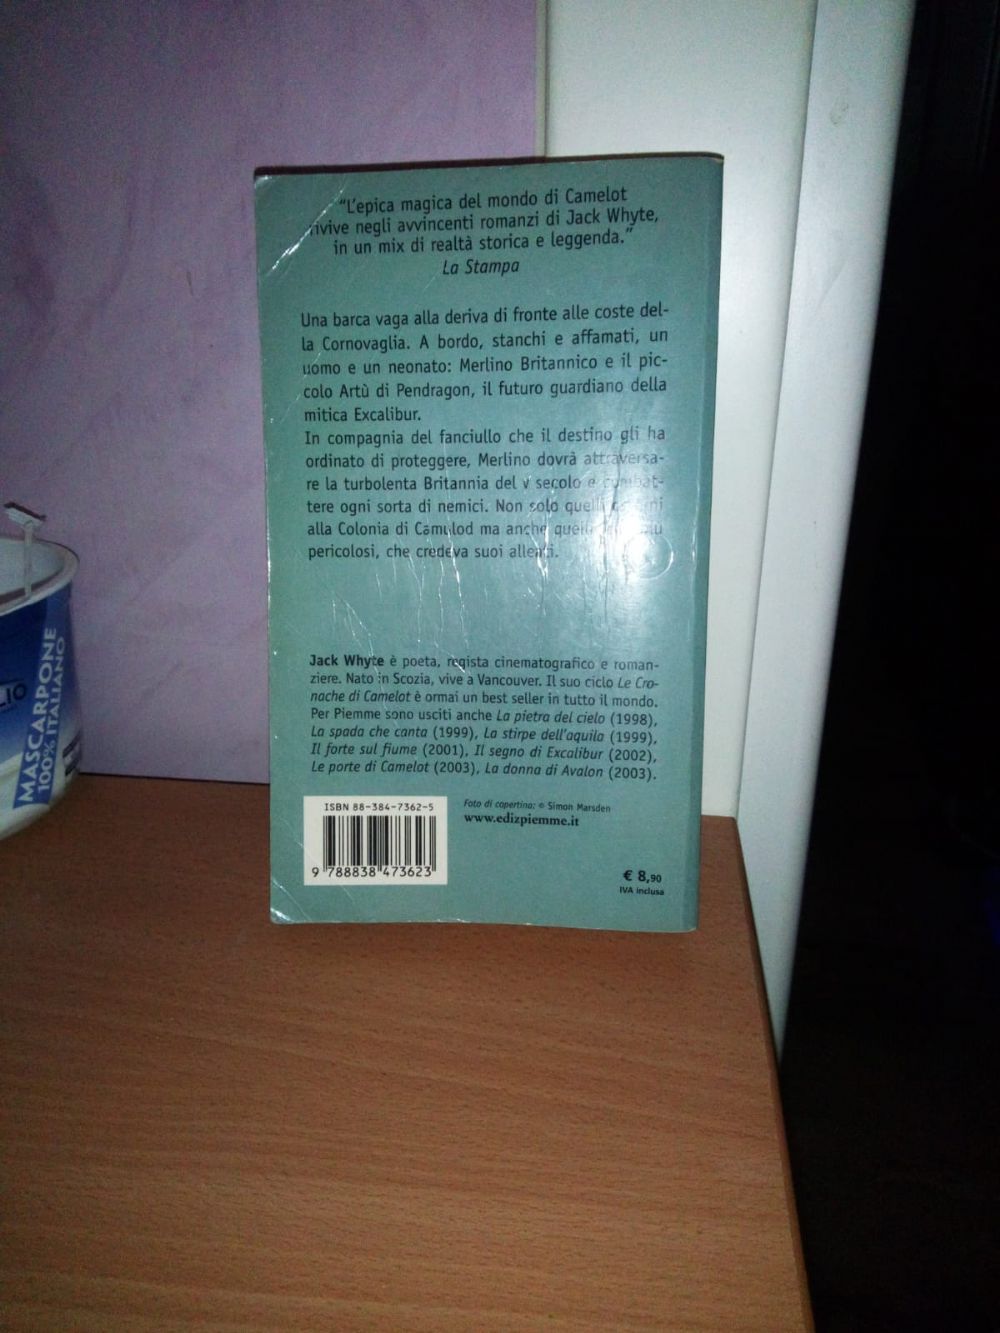 “L’epica magica del mondo di Camelot
rivive negli avvincenti romanzi di Jack Whyte,
in un mix di realtà storica e leggenda.”
La Stampa
Una barca vaga alla deriva di fronte alle coste del-
la Cornovaglia. A bordo, stanchi e affamati, un
uomo e un neonato: Merlino Britannico e il pic-
colo Artù di Pendragon, il futuro guardiano della
mitica Excalibur.
In compagnia del fanciullo che il destino gli ha
ordinato di proteggere, Merlino dovrà attraversa-
re la turbolenta Britannia del V secolo e combat-
tere ogni sorta di nemici. Non solo quelli
alla Colonia di Camulod ma anche quelli più
pericolosi, che credeva suoi alleati.
Jack Whyte è poeta, regista cinematografico e roman-
ziere. Nato in Scozia, vive a Vancouver. Il suo ciclo Le Cro-
nache di Camelot è ormai un best seller in tutto il mondo.
Per Piemme sono usciti anche La pietra del cielo (1998),
La spada che canta (1999), La stirpe dell’aquila (1999),
Il forte sul fiume (2001), Il segno di Excalibur (2002),
Le porte di Camelot (2003), La donna di Avalon (2003).
ISBN 88-384-7362-5
9 788838 473623
Foto di copertina: © Simon Marsden
www.edizpiemme.it
€ 8,90
IVA inclusa
MASCARPONE
100% ITALIANO